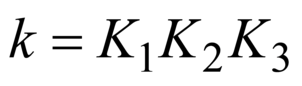 k = K₁K₂K₃